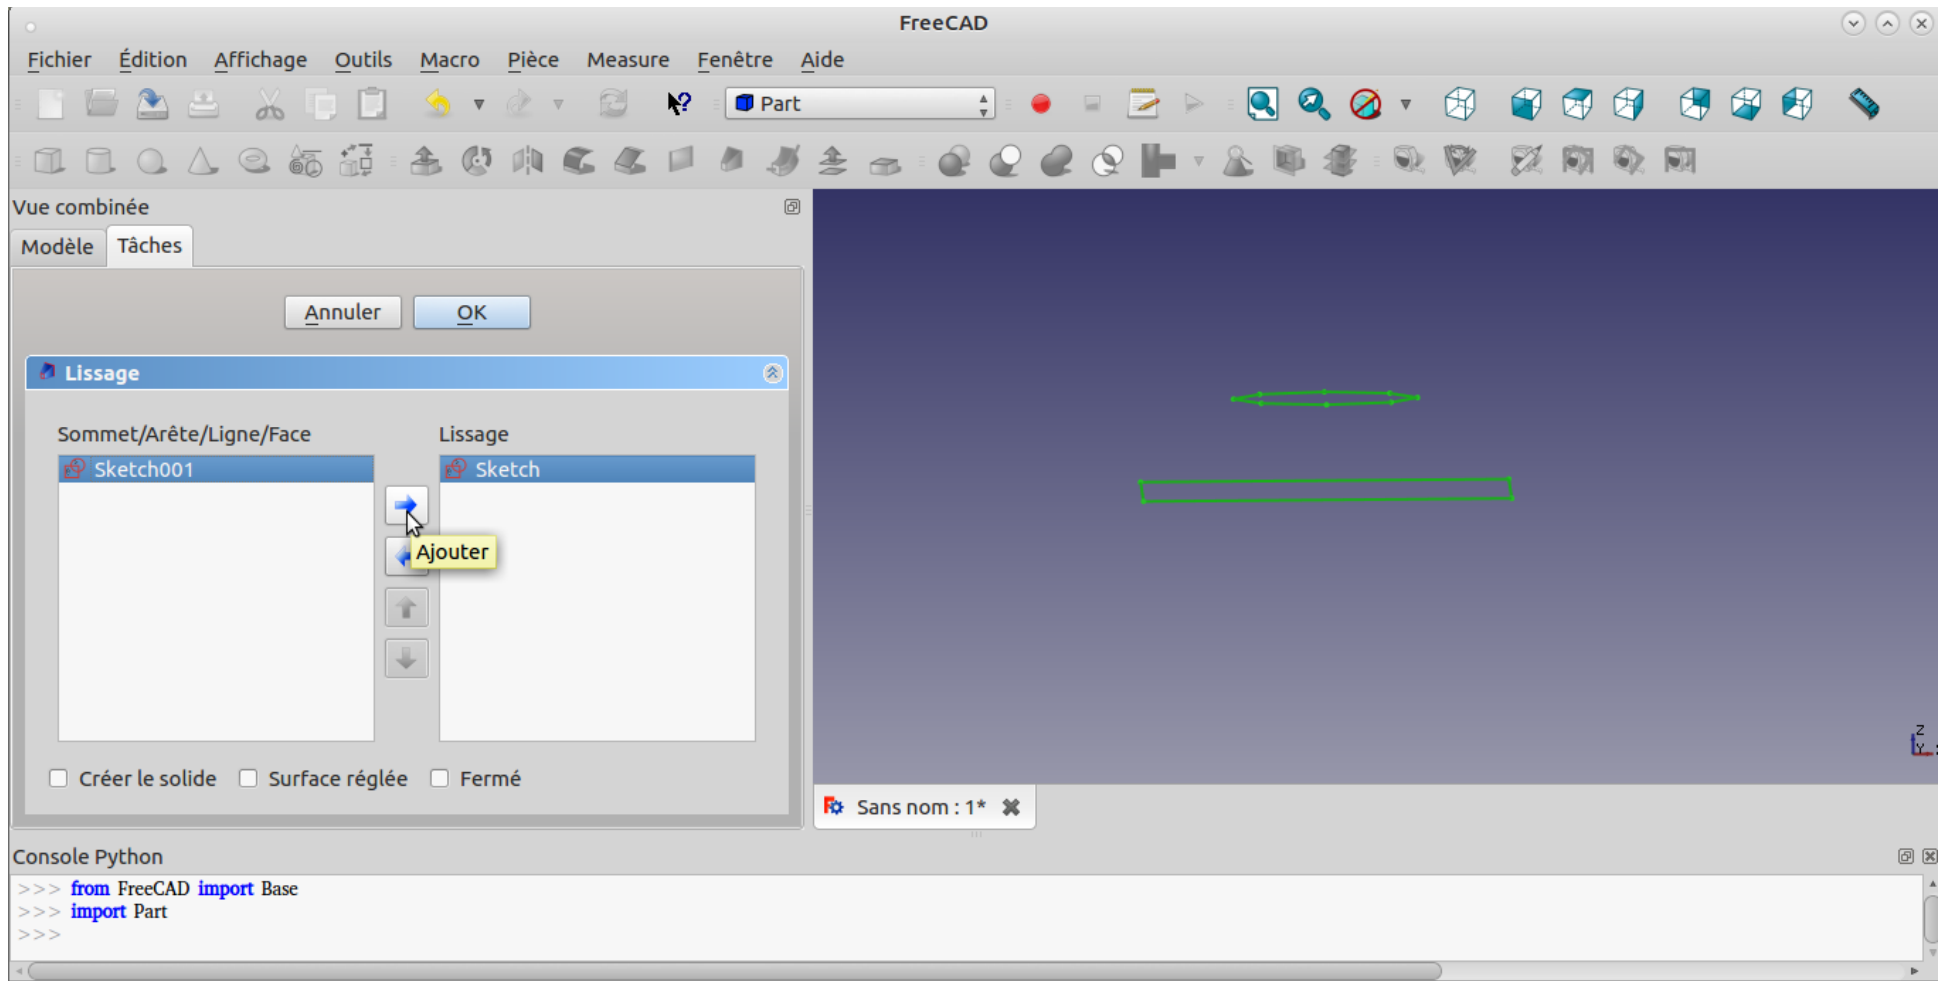 FreeCAD
Fichier Édition Affichage Outils Macro Pièce Measure Fenêtre Aide
Part
Vue combinée
Modèle Tâches
Annuler OK
Lissage
Sommet/Arête/Ligne/Face Lissage
Sketch001 Sketch
Ajouter
Créer le solide Surface réglée Fermé
Z
Y
Sans nom : 1*
Console Python
>>> from FreeCAD import Base
>>> import Part
>>>